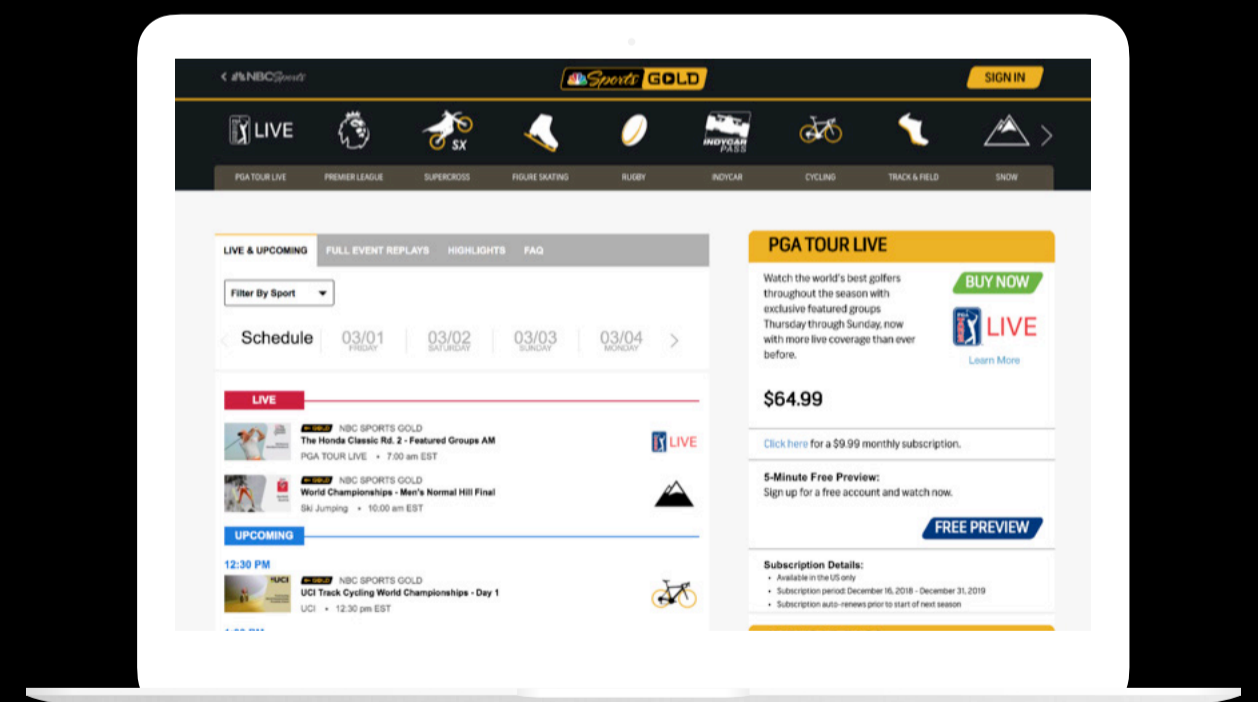 NBC Sports
Sports GOLD
SIGN IN
LIVE
SX
INDYCAR
PASS
PGA TOUR LIVE
PREMIER LEAGUE
SUPERCROSS
FIGURE SKATING
RUGBY
INDYCAR
CYCLING
TRACK & FIELD
SNOW
LIVE & UPCOMING
FULL EVENT REPLAYS
HIGHLIGHTS
FAQ
Filter By Sport
Schedule
03/01
FRIDAY
03/02
SATURDAY
03/03
SUNDAY
03/04
MONDAY
LIVE
GOLD NBC SPORTS GOLD
The Honda Classic Rd. 2 - Featured Groups AM
PGA TOUR LIVE • 7:00 am EST
LIVE
GOLD NBC SPORTS GOLD
World Championships - Men's Normal Hill Final
Ski Jumping • 10:00 am EST
UPCOMING
12:30 PM
UCI
GOLD NBC SPORTS GOLD
UCI Track Cycling World Championships - Day 1
UCI • 12:30 pm EST
PGA TOUR LIVE
Watch the world's best golfers
throughout the season with
exclusive featured groups
Thursday through Sunday, now
with more live coverage than ever
before.
BUY NOW
LIVE
Learn More
$64.99
Click here for a $9.99 monthly subscription.
5-Minute Free Preview:
Sign up for a free account and watch now.
FREE PREVIEW
Subscription Details:
• Available in the US only
• Subscription period: December 16, 2018 - December 31, 2019
• Subscription auto-renews prior to start of next season